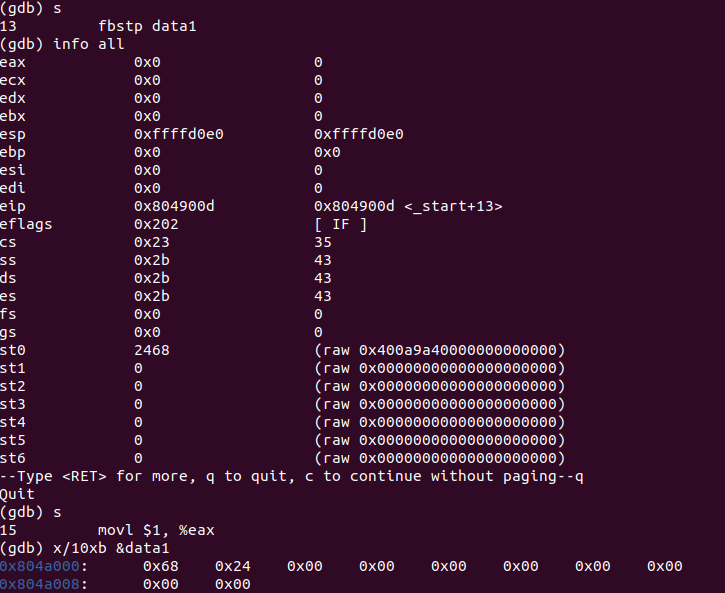 (gdb) s
13 fbstp data1
(gdb) info all
eax 0x0 0
ecx 0x0 0
edx 0x0 0
ebx 0x0 0
esp 0xffffd0e0 0xffffd0e0
ebp 0x0 0x0
esi 0x0 0
edi 0x0 0
eip 0x804900d 0x804900d <_start+13>
eflags 0x202 [ IF ]
cs 0x23 35
ss 0x2b 43
ds 0x2b 43
es 0x2b 43
fs 0x0 0
gs 0x0 0
st0 2468 (raw 0x400a9a40000000000000)
st1 0 (raw 0x00000000000000000000)
st2 0 (raw 0x00000000000000000000)
st3 0 (raw 0x00000000000000000000)
st4 0 (raw 0x00000000000000000000)
st5 0 (raw 0x00000000000000000000)
st6 0 (raw 0x00000000000000000000)
--Type <RET> for more, q to quit, c to continue without paging--q
Quit
(gdb) s
15 movl $1, %eax
(gdb) x/10xb &data1
0x804a000: 0x68 0x24 0x00 0x00 0x00 0x00 0x00 0x00
0x804a008: 0x00 0x00